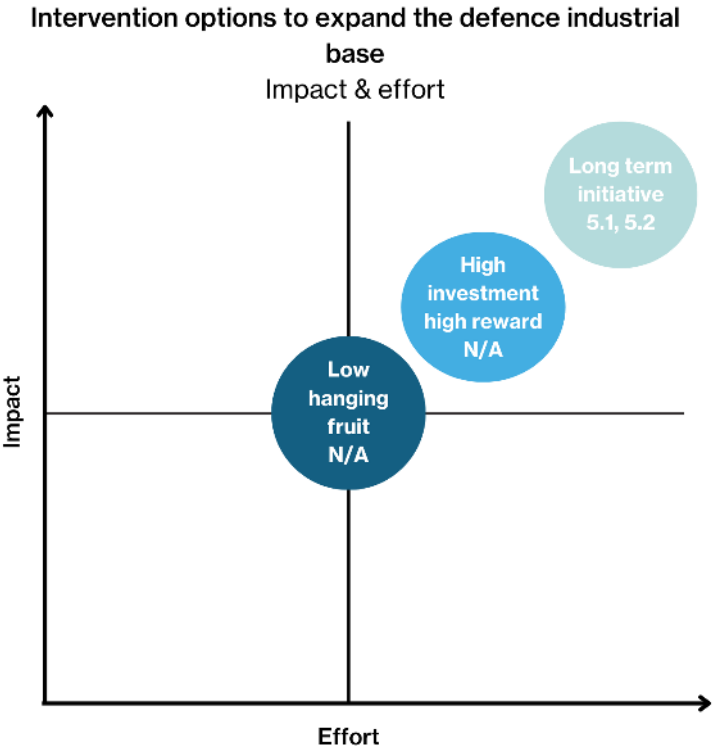 Intervention options to expand the defence industrial
base
Impact & effort
Long term
initiative
5.1, 5.2
High
investment
high reward
N/A
Low
hanging
fruit
N/A
Impact
Effort